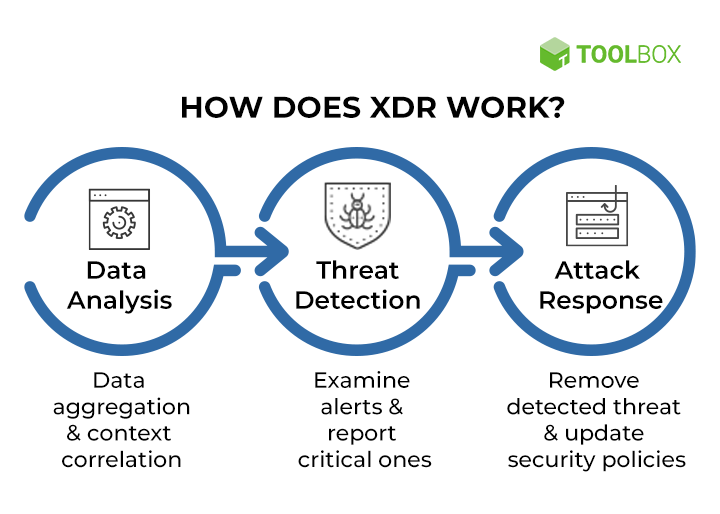 TOOLBOX
HOW DOES XDR WORK?
Data
Analysis
Threat
Detection
Attack
Response
Data
aggregation
& context
correlation
Examine
alerts &
report
critical ones
Remove
detected threat
& update
security policies